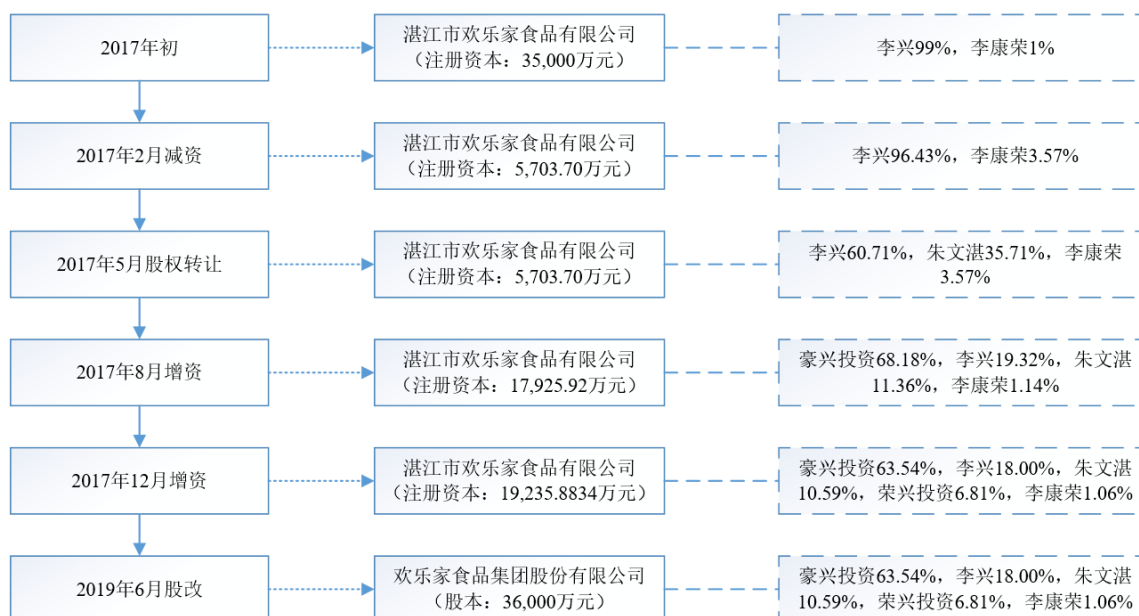 2017年初
湛江市欢乐家食品有限公司
（注册资本：35,000万元）
李兴99%，李康荣1%
2017年2月减资
湛江市欢乐家食品有限公司
（注册资本：5,703.70万元）
李兴96.43%，李康荣3.57%
2017年5月股权转让
湛江市欢乐家食品有限公司
（注册资本：5,703.70万元）
李兴60.71%，朱文湛35.71%，李康荣
3.57%
2017年8月增资
湛江市欢乐家食品有限公司
（注册资本：17,925.92万元）
豪兴投资68.18%，李兴19.32%，朱文湛
11.36%，李康荣1.14%
2017年12月增资
湛江市欢乐家食品有限公司
（注册资本：19,235.8834万元）
豪兴投资63.54%，李兴18.00%，朱文湛
10.59%，荣兴投资6.81%，李康荣1.06%
2019年6月股改
欢乐家食品集团股份有限公司
（股本：36,000万元）
豪兴投资63.54%，李兴18.00%，朱文湛
10.59%，荣兴投资6.81%，李康荣1.06%